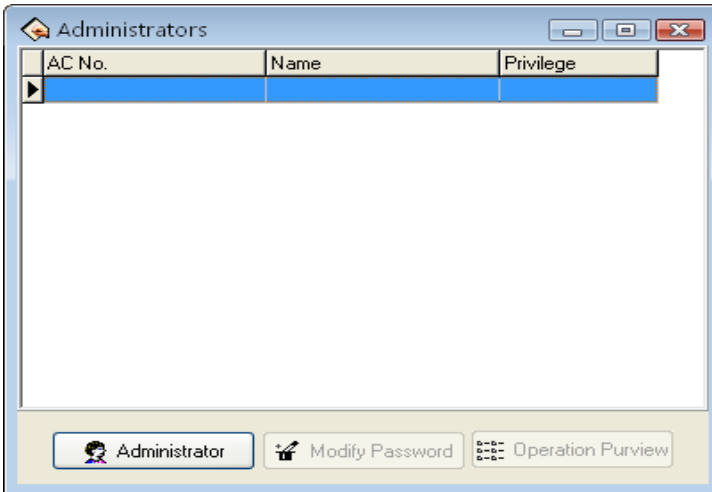 Administrators
AC No. Name Privilege
Administrator Modify Password Operation Purview